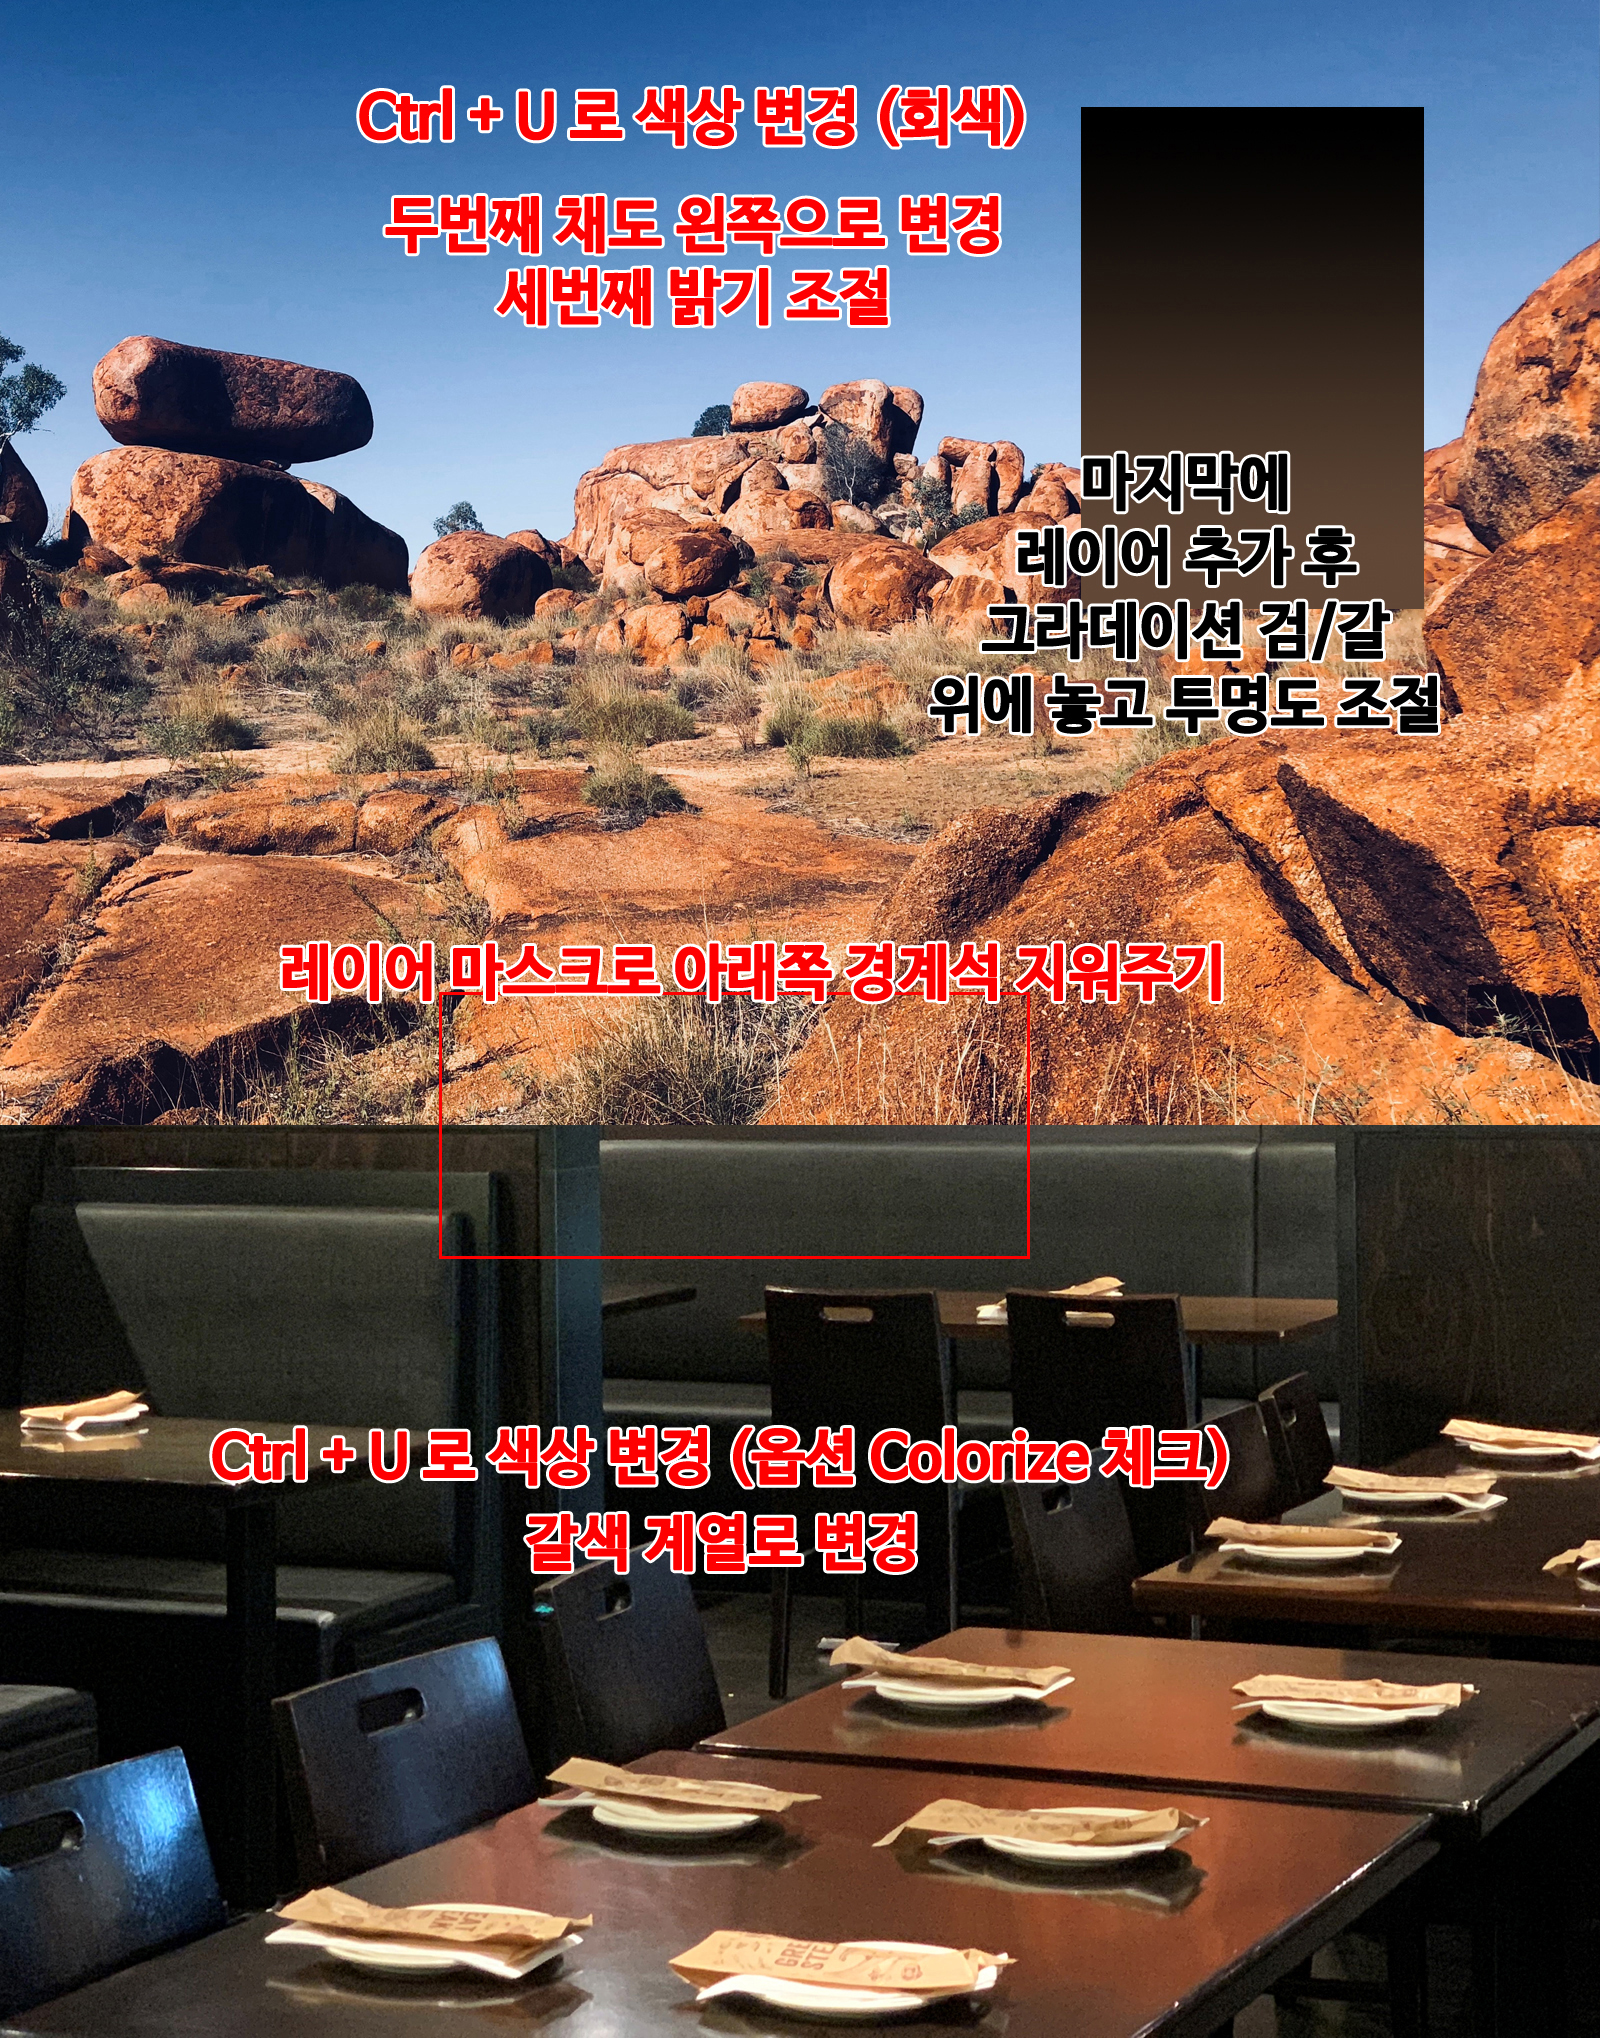 Ctrl + U 로 색상 변경 (회색)
두번째 채도 왼쪽으로 변경
세번째 밝기 조절
마지막에
레이어 추가 후
그라데이션 검/갈
위에 놓고 투명도 조절
레이어 마스크로 아래쪽 경계석 지워주기
Ctrl + U 로 색상 변경 (옵션 Colorize 체크)
갈색 계열로 변경